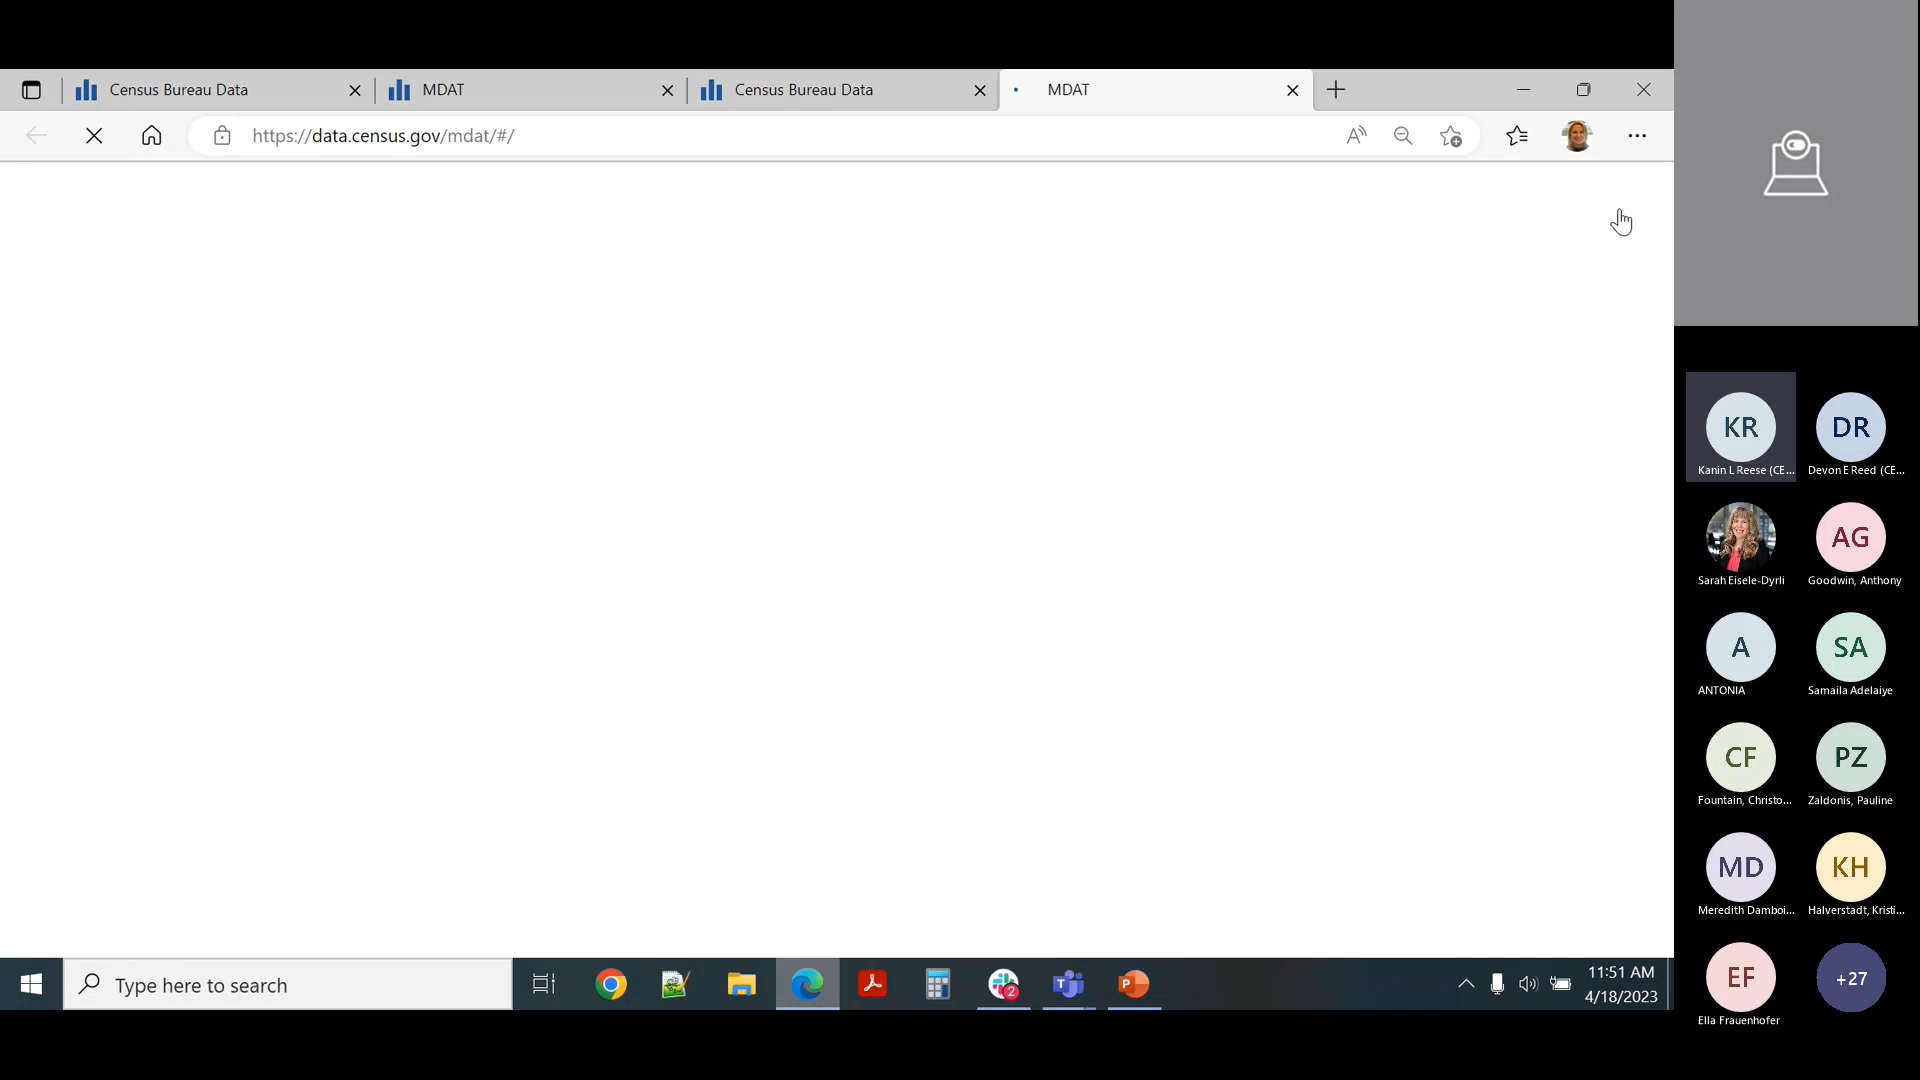 Census Bureau Data
MDAT
Census Bureau Data
MDAT
https://data.census.gov/mdat/#/
KR
Kanin L Reese (CE...
DR
Devon E Reed (CE...
Sarah Eisele-Dyrli
AG
Goodwin, Anthony
A
ANTONIA
SA
Samaila Adelaiye
CF
Fountain, Christo...
PZ
Zaldonis, Pauline
MD
Meredith Damboi...
KH
Halverstadt, Kristi...
EF
Ella Frauenhofer
+27
Type here to search
2
11:51 AM
4/18/2023